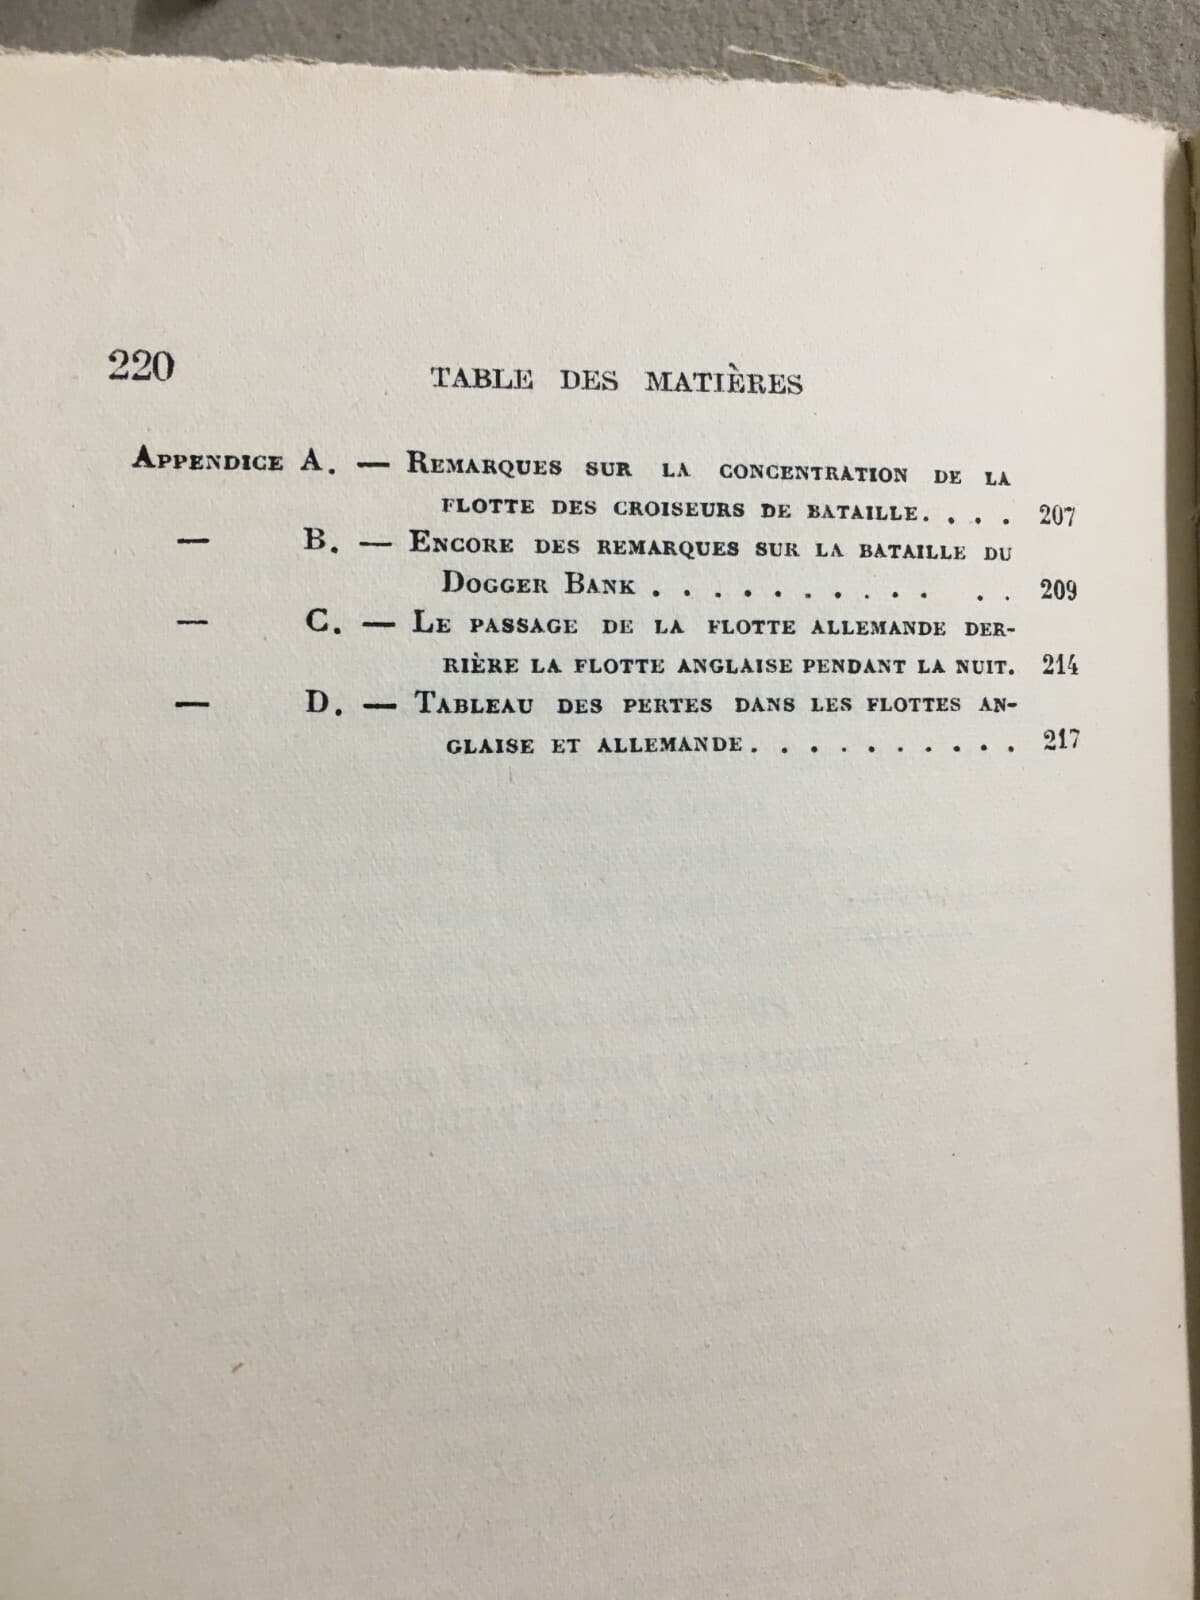 220 TABLE DES MATIÈRES
APPENDICE A. — REMARQUES SUR LA CONCENTRATION DE LA
FLOTTE DES CROISEURS DE BATAILLE. . . . 207
— B. — ENCORE DES REMARQUES SUR LA BATAILLE DU
DOGGER BANK . . . . . . . . . . . . 209
— C. — LE PASSAGE DE LA FLOTTE ALLEMANDE DER-
RIÈRE LA FLOTTE ANGLAISE PENDANT LA NUIT. 214
— D. — TABLEAU DES PERTES DANS LES FLOTTES AN-
GLAISE ET ALLEMANDE. . . . . . . . . . 217